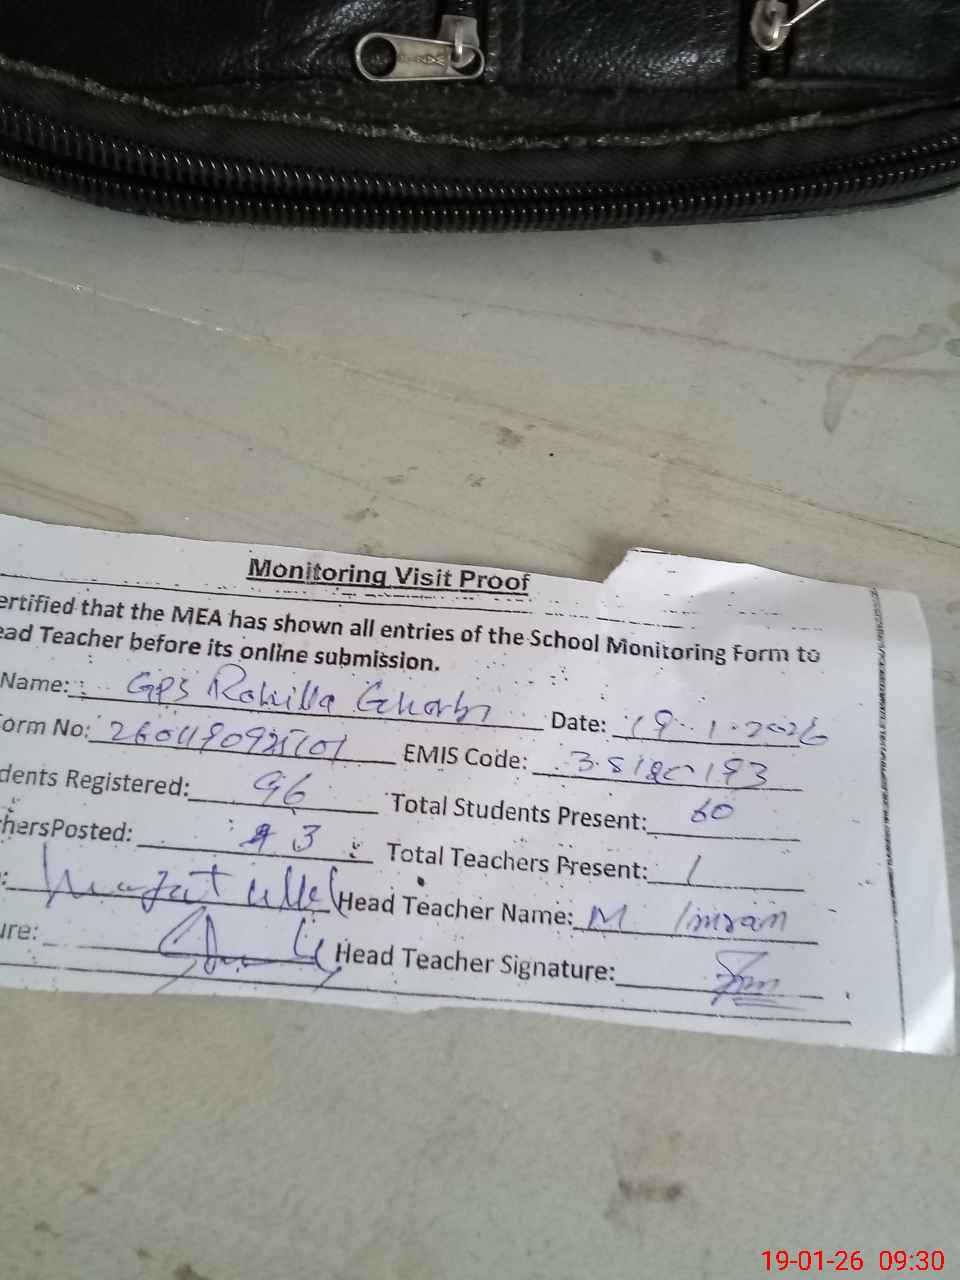 Monitoring Visit Proof
ertified that the MEA has shown all entries of the School Monitoring Form to
ead Teacher before its online submission.
Name: GPS Rohilla Gharbi Date: 19.1.2026
orm No: EMIS Code:
dents Registered: 96 Total Students Present: 60
hersPosted: 3 Total Teachers Present: 1
: Head Teacher Name: M Imran
ure: Head Teacher Signature:
19-01-26 09:30